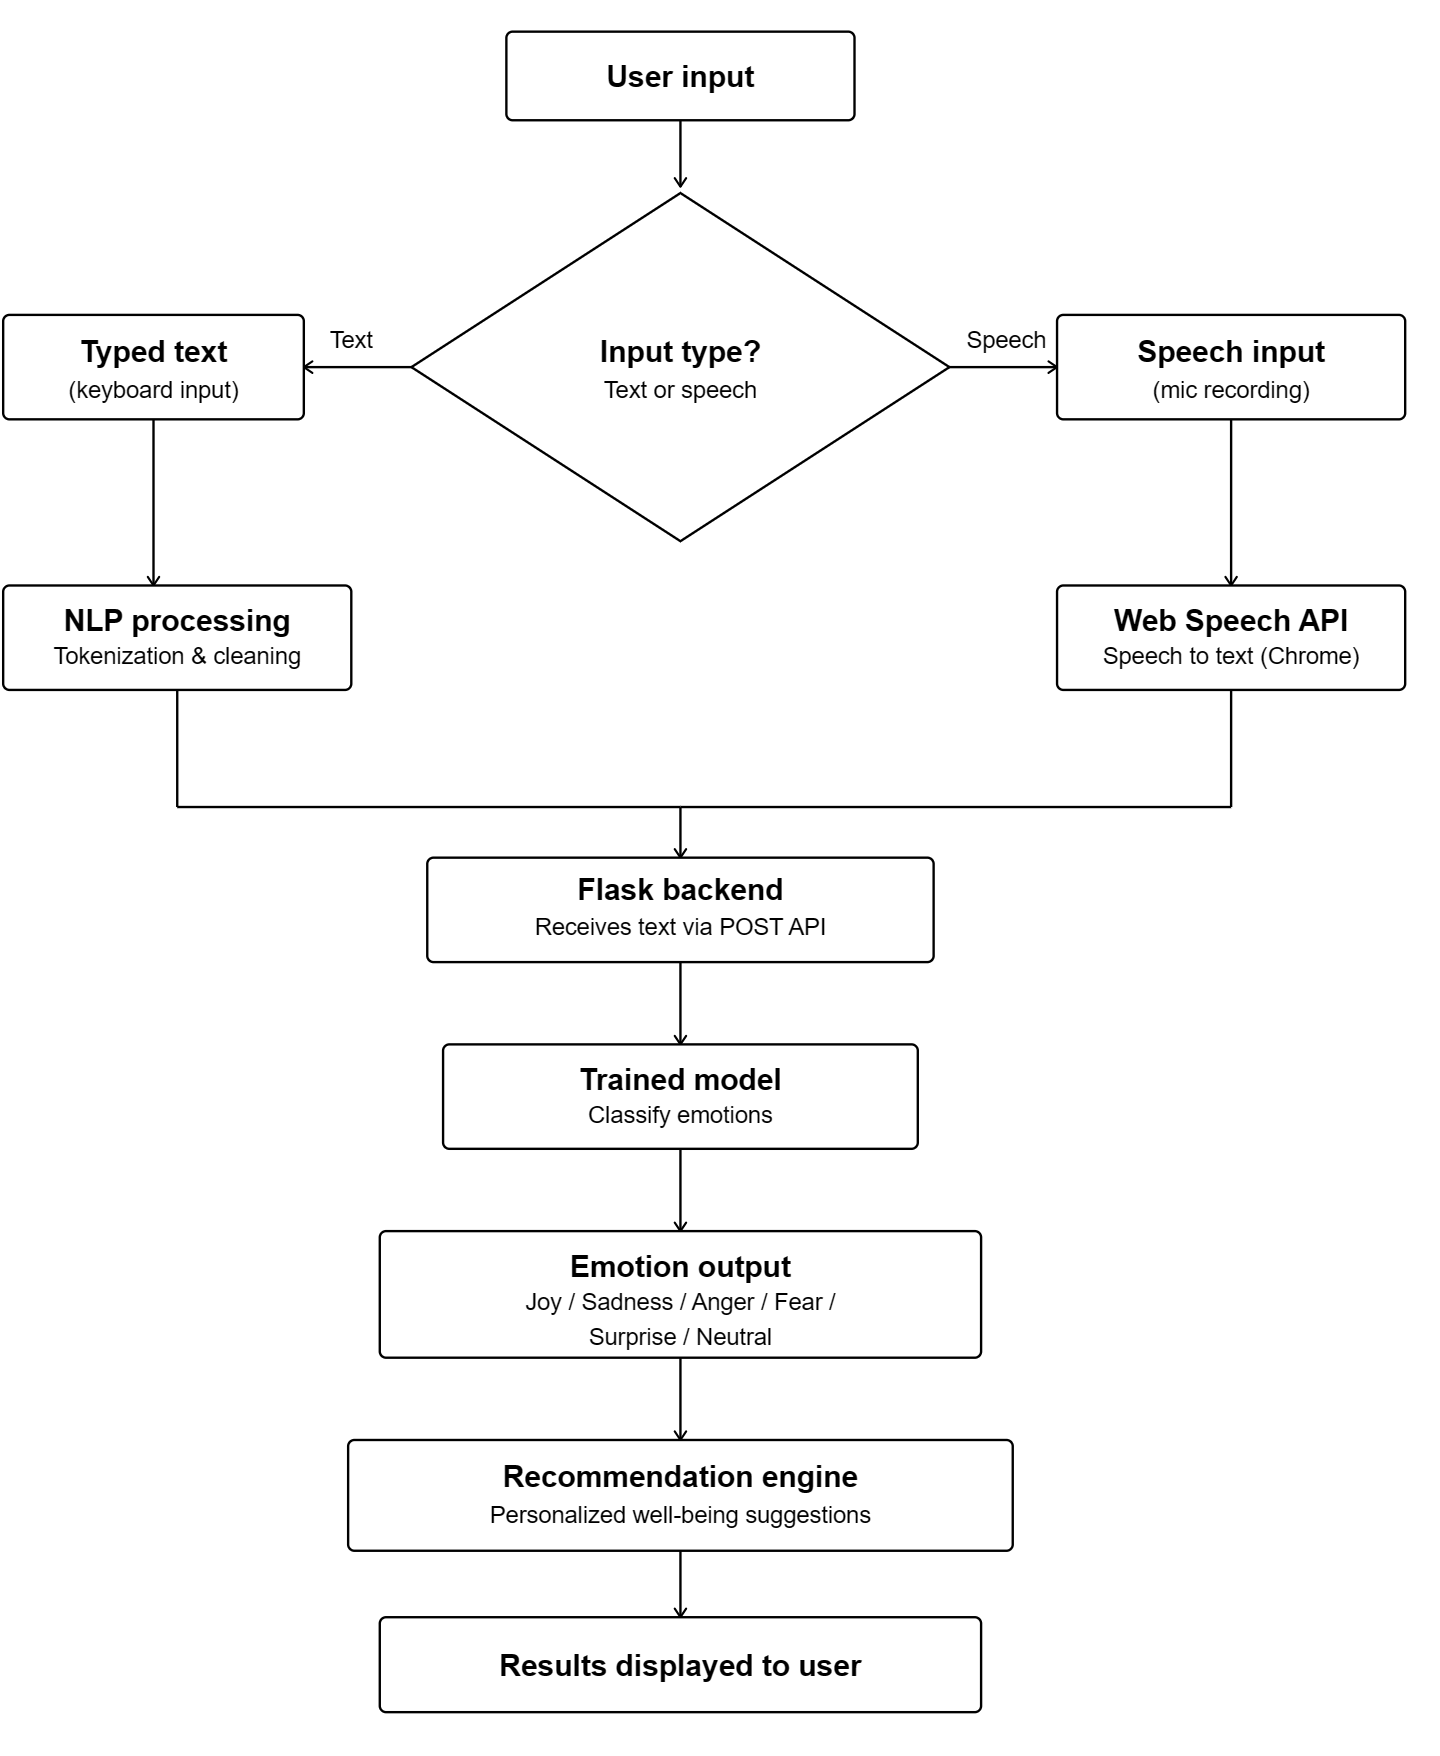 User input
Text
Speech
Typed text
(keyboard input)
Input type?
Text or speech
Speech input
(mic recording)
NLP processing
Tokenization & cleaning
Web Speech API
Speech to text (Chrome)
Flask backend
Receives text via POST API
Trained model
Classify emotions
Emotion output
Joy / Sadness / Anger / Fear /
Surprise / Neutral
Recommendation engine
Personalized well-being suggestions
Results displayed to user